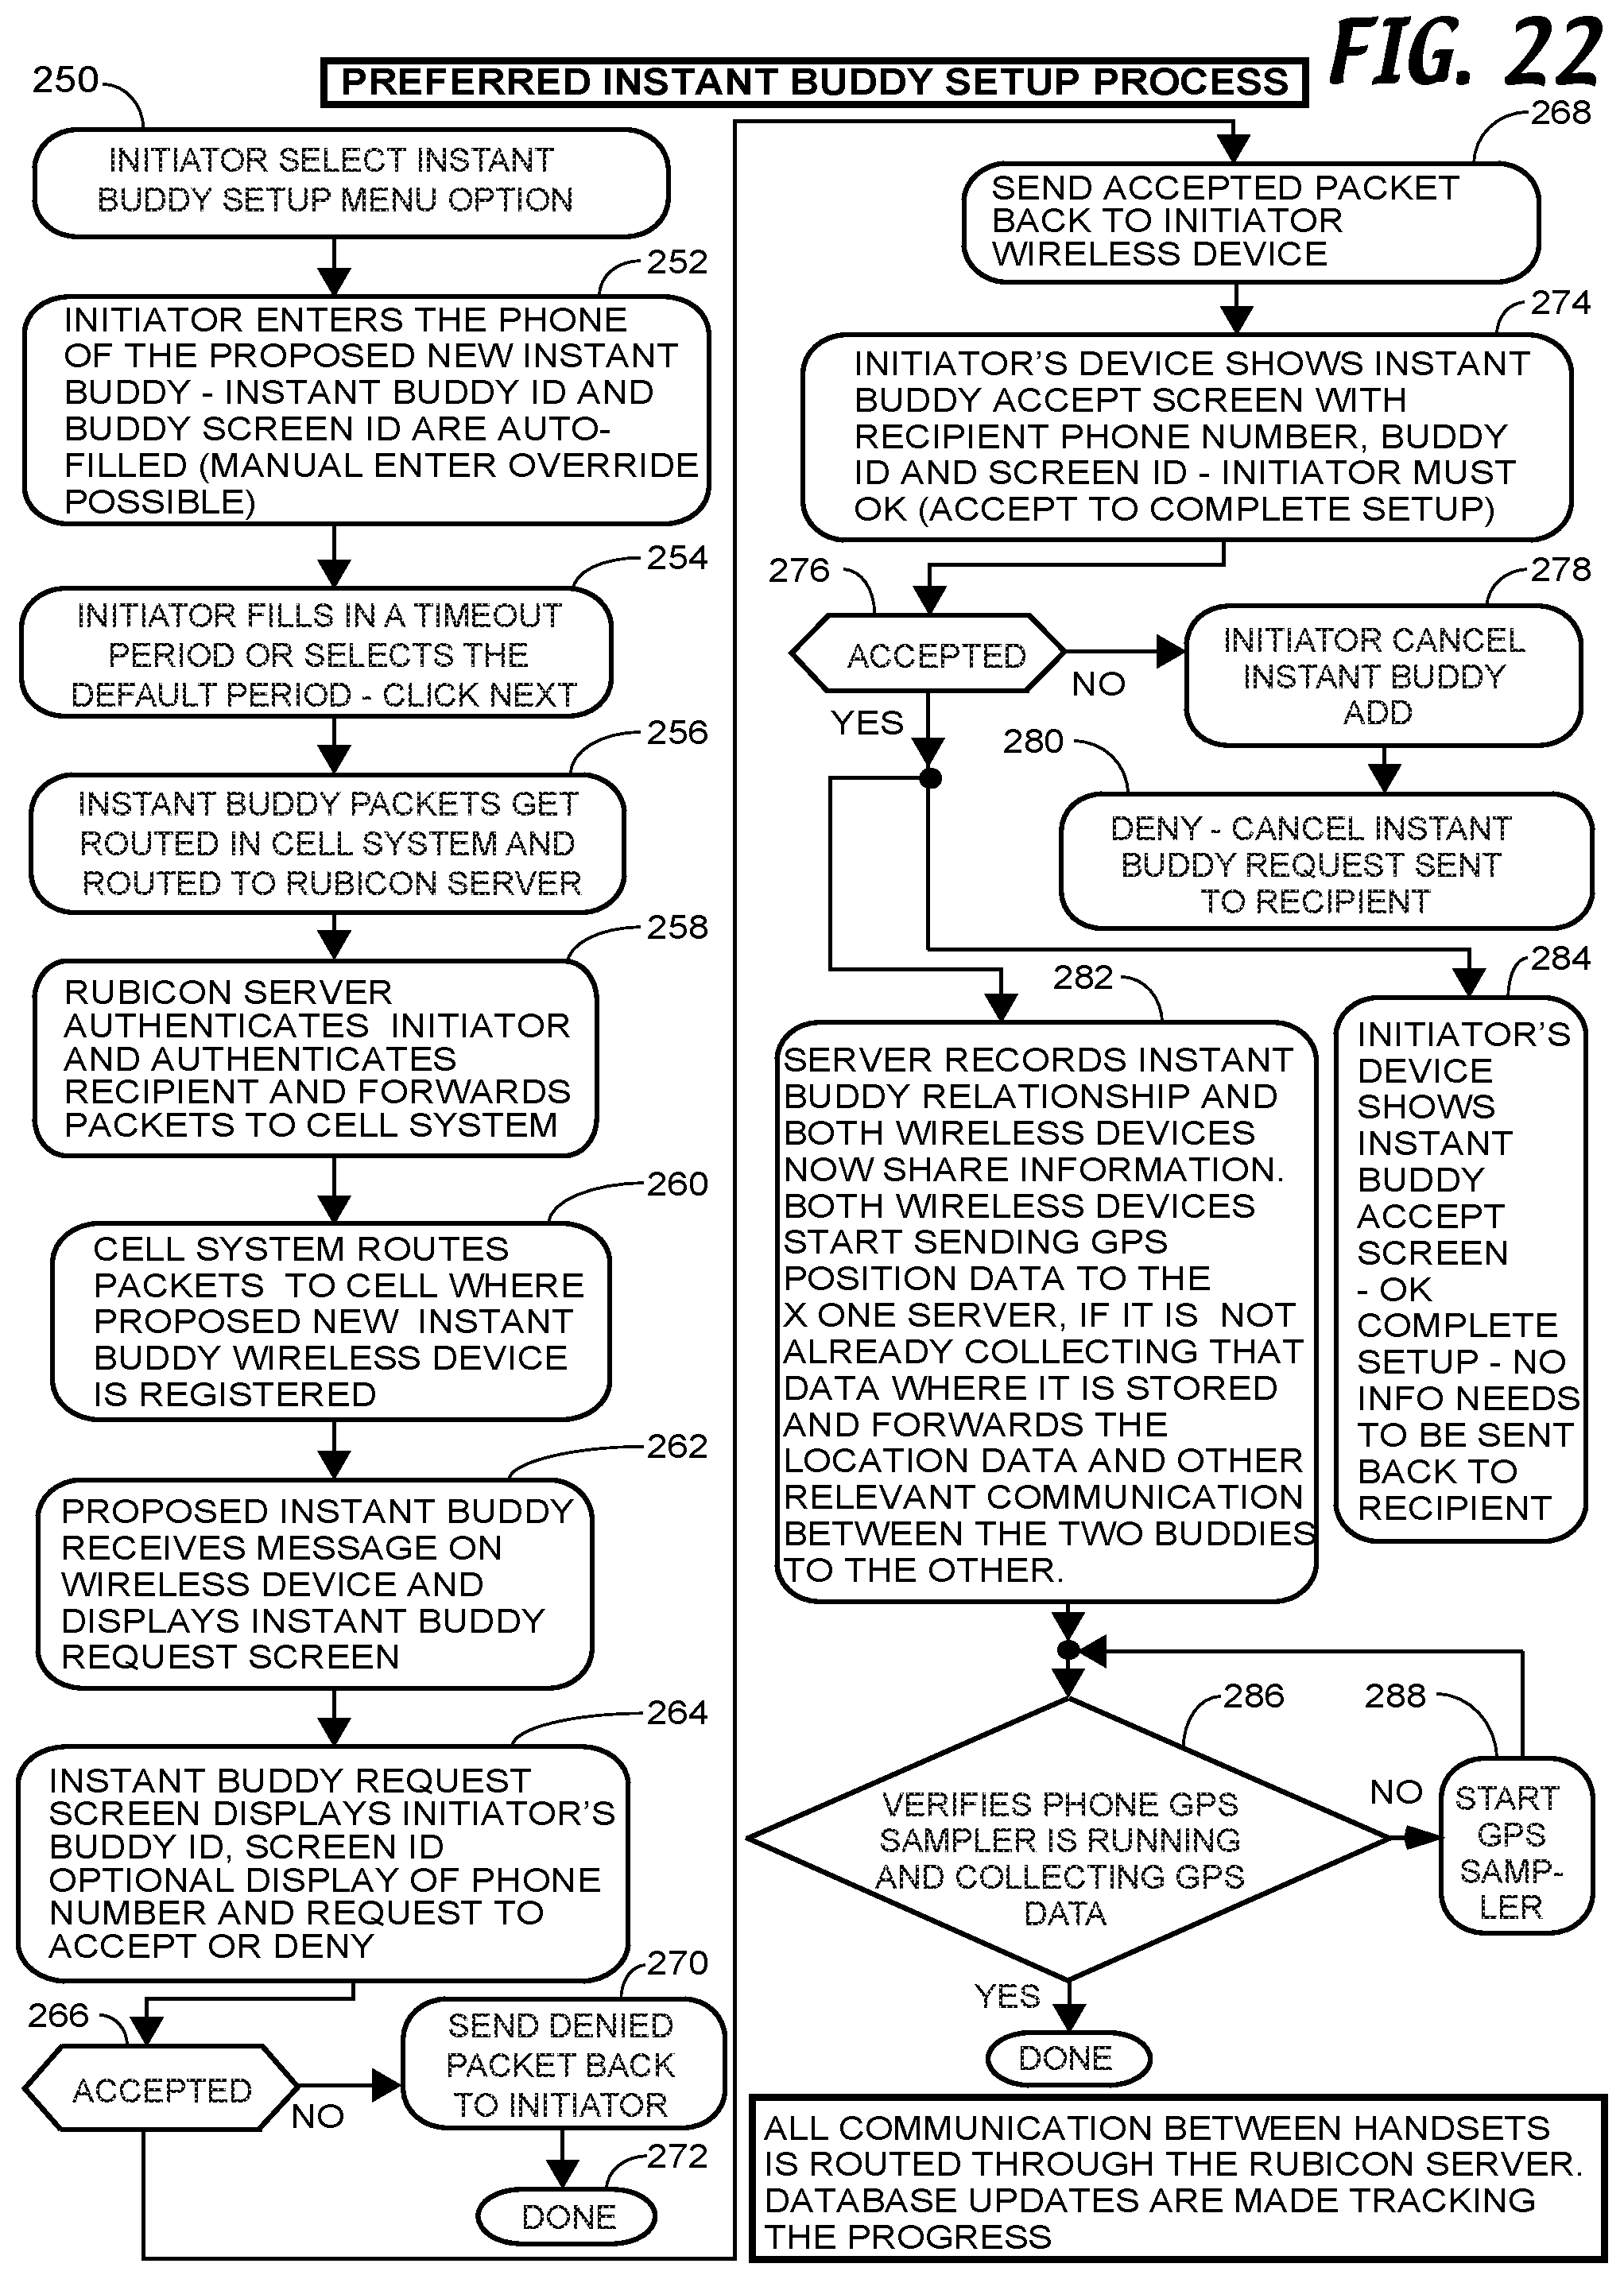 FIG. 22
PREFERRED INSTANT BUDDY SETUP PROCESS
250
INITIATOR SELECT INSTANT
BUDDY SETUP MENU OPTION
252
INITIATOR ENTERS THE PHONE
OF THE PROPOSED NEW INSTANT
BUDDY - INSTANT BUDDY ID AND
BUDDY SCREEN ID ARE AUTO-
FILLED (MANUAL ENTER OVERRIDE
POSSIBLE)
254
INITIATOR FILLS IN A TIMEOUT
PERIOD OR SELECTS THE
DEFAULT PERIOD - CLICK NEXT
256
INSTANT BUDDY PACKETS GET
ROUTED IN CELL SYSTEM AND
ROUTED TO RUBICON SERVER
258
RUBICON SERVER
AUTHENTICATES INITIATOR
AND AUTHENTICATES
RECIPIENT AND FORWARDS
PACKETS TO CELL SYSTEM
260
CELL SYSTEM ROUTES
PACKETS TO CELL WHERE
PROPOSED NEW INSTANT
BUDDY WIRELESS DEVICE
IS REGISTERED
262
PROPOSED INSTANT BUDDY
RECEIVES MESSAGE ON
WIRELESS DEVICE AND
DISPLAYS INSTANT BUDDY
REQUEST SCREEN
264
INSTANT BUDDY REQUEST
SCREEN DISPLAYS INITIATOR'S
BUDDY ID, SCREEN ID
OPTIONAL DISPLAY OF PHONE
NUMBER AND REQUEST TO
ACCEPT OR DENY
266
ACCEPTED
NO
270
SEND DENIED
PACKET BACK
TO INITIATOR
272
DONE
268
SEND ACCEPTED PACKET
BACK TO INITIATOR
WIRELESS DEVICE
274
INITIATOR'S DEVICE SHOWS INSTANT
BUDDY ACCEPT SCREEN WITH
RECIPIENT PHONE NUMBER, BUDDY
ID AND SCREEN ID - INITIATOR MUST
OK (ACCEPT TO COMPLETE SETUP)
276
ACCEPTED
NO
YES
278
INITIATOR CANCEL
INSTANT BUDDY
ADD
280
DENY - CANCEL INSTANT
BUDDY REQUEST SENT
TO RECIPIENT
282
SERVER RECORDS INSTANT
BUDDY RELATIONSHIP AND
BOTH WIRELESS DEVICES
NOW SHARE INFORMATION.
BOTH WIRELESS DEVICES
START SENDING GPS
POSITION DATA TO THE
X ONE SERVER, IF IT IS NOT
ALREADY COLLECTING THAT
DATA WHERE IT IS STORED
AND FORWARDS THE
LOCATION DATA AND OTHER
RELEVANT COMMUNICATION
BETWEEN THE TWO BUDDIES
TO THE OTHER.
284
INITIATOR'S
DEVICE
SHOWS
INSTANT
BUDDY
ACCEPT
SCREEN
- OK
COMPLETE
SETUP - NO
INFO NEEDS
TO BE SENT
BACK TO
RECIPIENT
286
VERIFIES PHONE GPS
SAMPLER IS RUNNING
AND COLLECTING GPS
DATA
NO
288
START
GPS
SAMP-
LER
YES
DONE
ALL COMMUNICATION BETWEEN HANDSETS
IS ROUTED THROUGH THE RUBICON SERVER.
DATABASE UPDATES ARE MADE TRACKING
THE PROGRESS